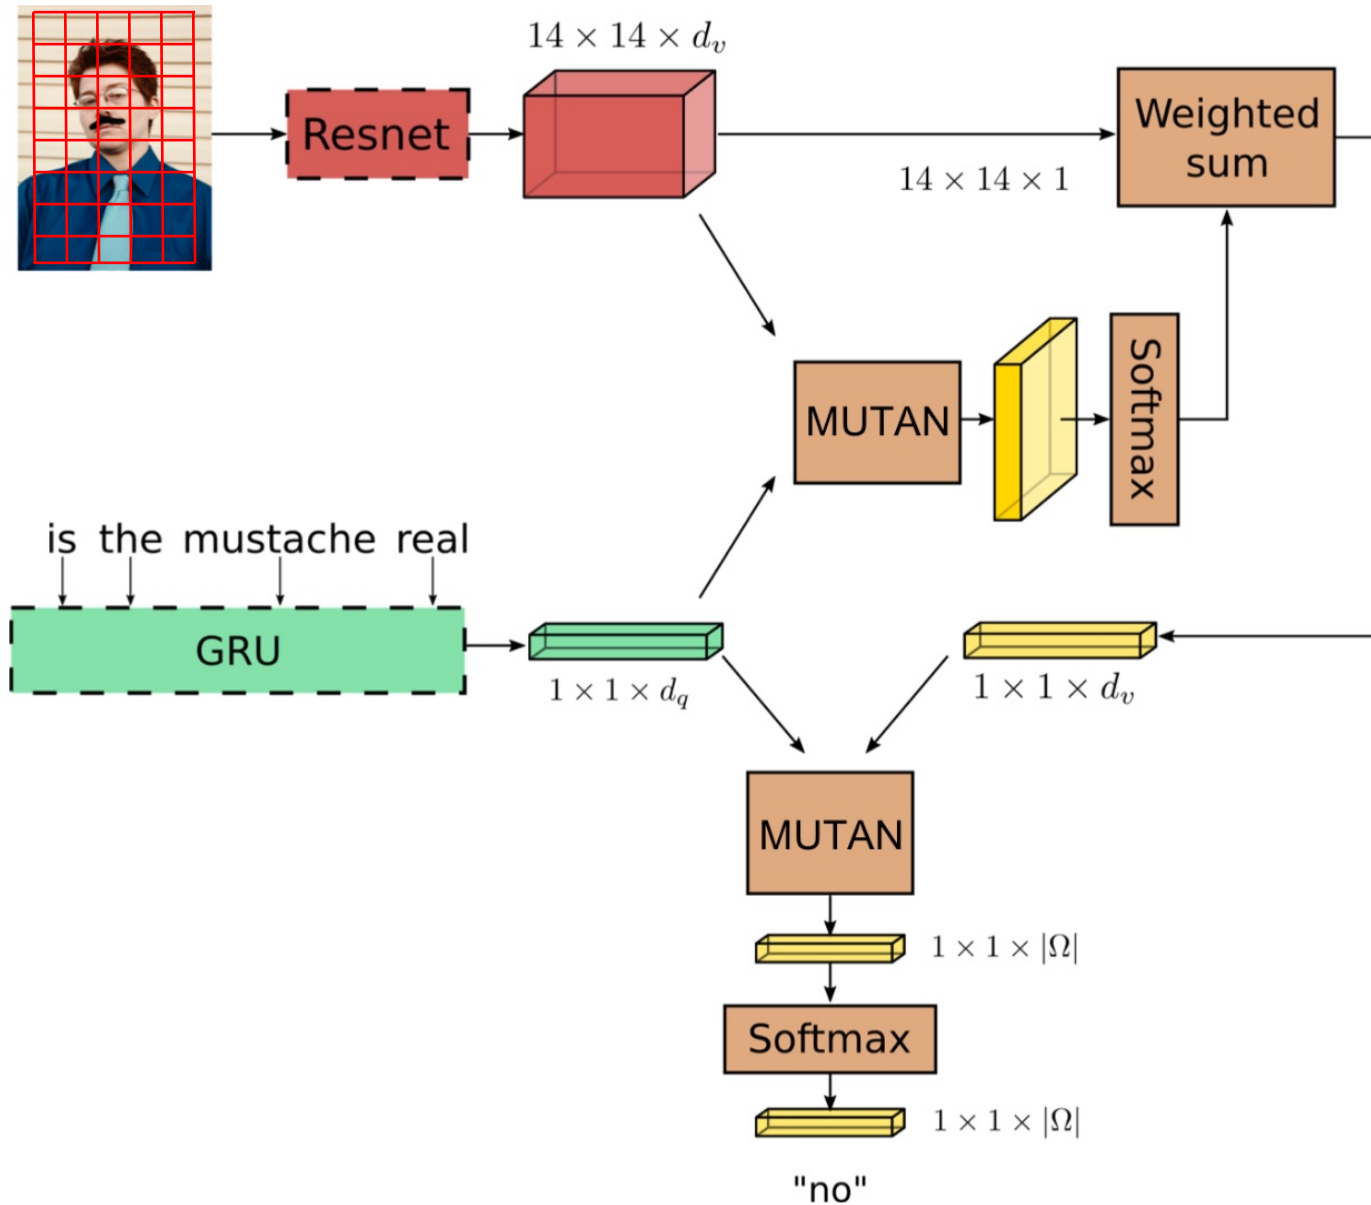 14 × 14 × d_v
Resnet
Weighted
sum
14 × 14 × 1
MUTAN
Softmax
is the mustache real
GRU
1 × 1 × d_q
1 × 1 × d_v
MUTAN
1 × 1 × |Ω|
Softmax
1 × 1 × |Ω|
"no"